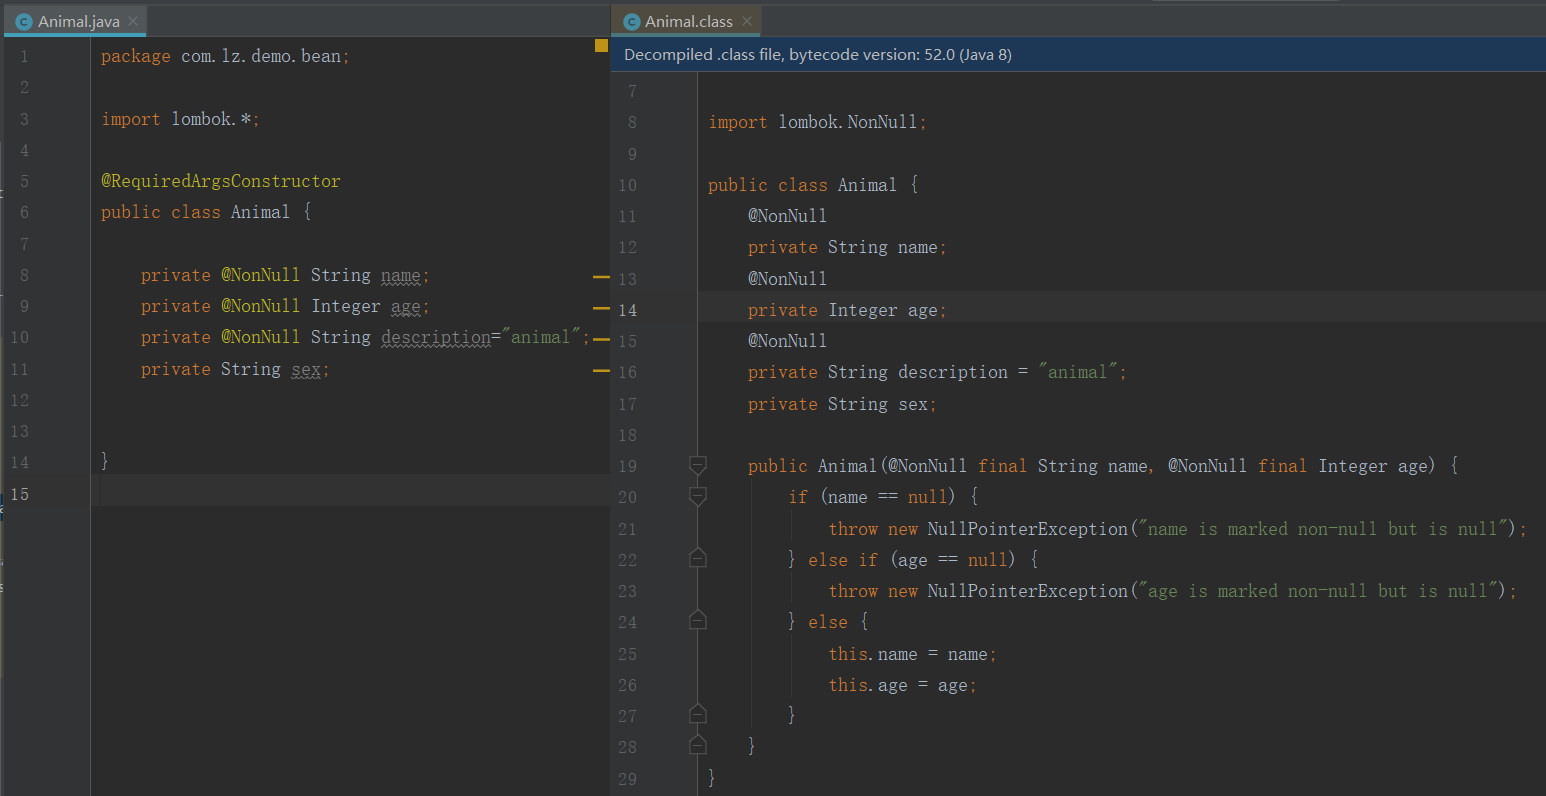 Animal.java
1 package com.lz.demo.bean;
2
3 import lombok.*;
4
5 @RequiredArgsConstructor
6 public class Animal {
7
8 private @NonNull String name;
9 private @NonNull Integer age;
10 private @NonNull String description="animal";
11 private String sex;
12
13
14 }
15
Animal.class
Decompiled .class file, bytecode version: 52.0 (Java 8)
7
8 import lombok.NonNull;
9
10 public class Animal {
11 @NonNull
12 private String name;
13 @NonNull
14 private Integer age;
15 @NonNull
16 private String description = "animal";
17 private String sex;
18
19 public Animal(@NonNull final String name, @NonNull final Integer age) {
20 if (name == null) {
21 throw new NullPointerException("name is marked non-null but is null");
22 } else if (age == null) {
23 throw new NullPointerException("age is marked non-null but is null");
24 } else {
25 this.name = name;
26 this.age = age;
27 }
28 }
29 }